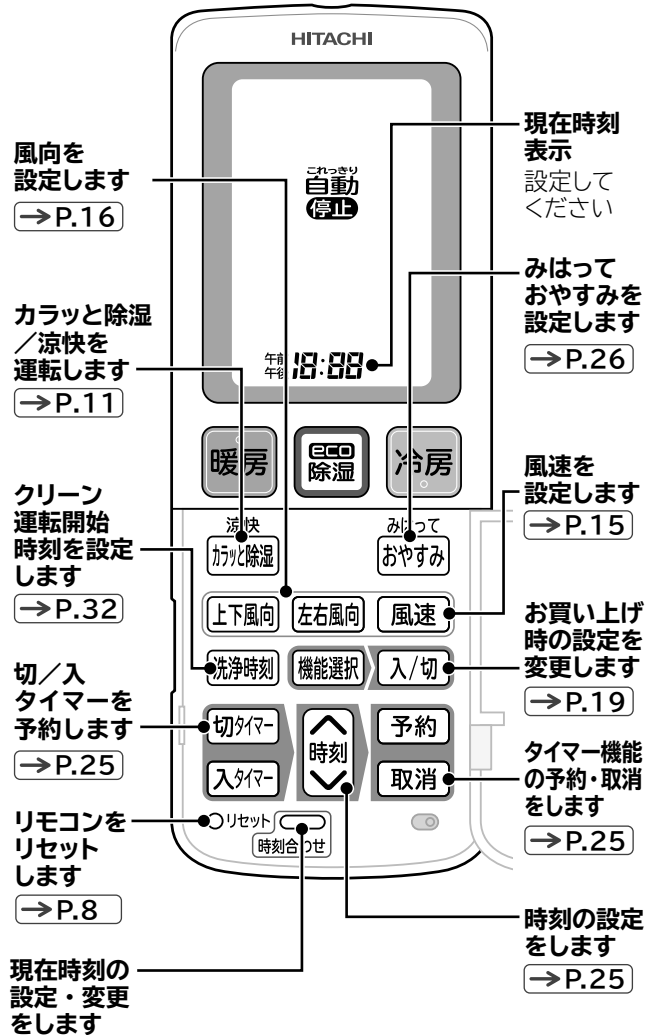 HITACHI
これっきり
自動
停止
午前
午後 18:88
風向を
設定します
→P.16
カラッと除湿
／涼快を
運転します
→P.11
クリーン
運転開始
時刻を設定
します
→P.32
切／入
タイマーを
予約します
→P.25
リモコンを
リセット
します
→P.8
現在時刻の
設定・変更
をします
暖房
eco
除湿
冷房
涼快
みはって
カラッと除湿
おやすみ
上下風向
左右風向
風速
洗浄時刻
機能選択
入/切
切タイマー
入タイマー
時刻
予約
取消
リセット
時刻合わせ
現在時刻
表示
設定して
ください
みはって
おやすみを
設定します
→P.26
風速を
設定します
→P.15
お買い上げ
時の設定を
変更します
→P.19
タイマー機能
の予約・取消
をします
→P.25
時刻の設定
をします
→P.25